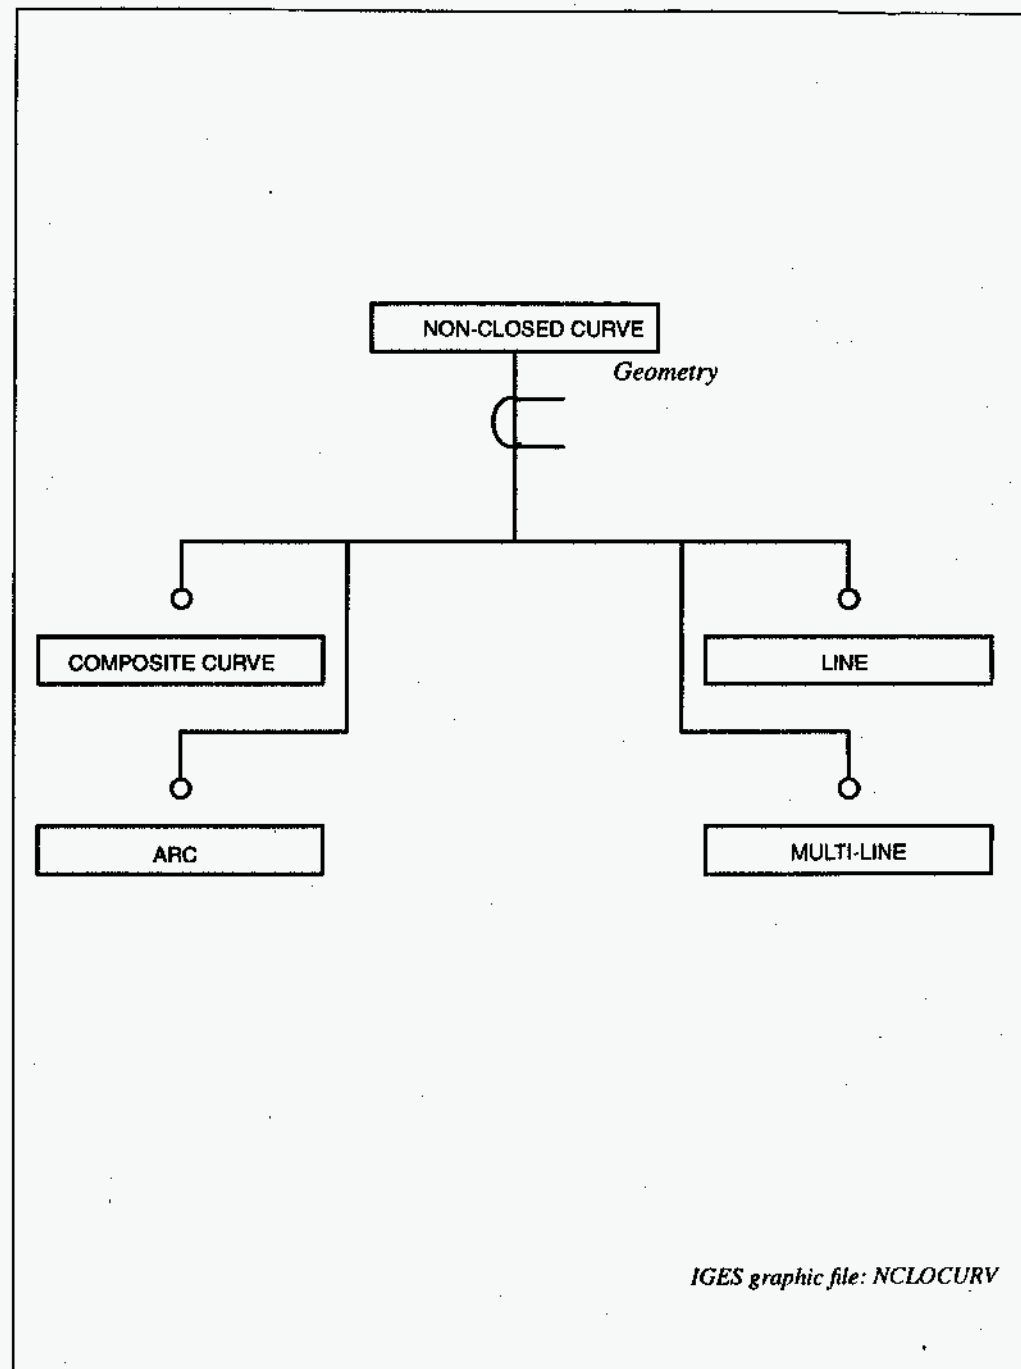 NON-CLOSED CURVE
Geometry
COMPOSITE CURVE
LINE
ARC
MULTI-LINE
IGES graphic file: NCLOCURV